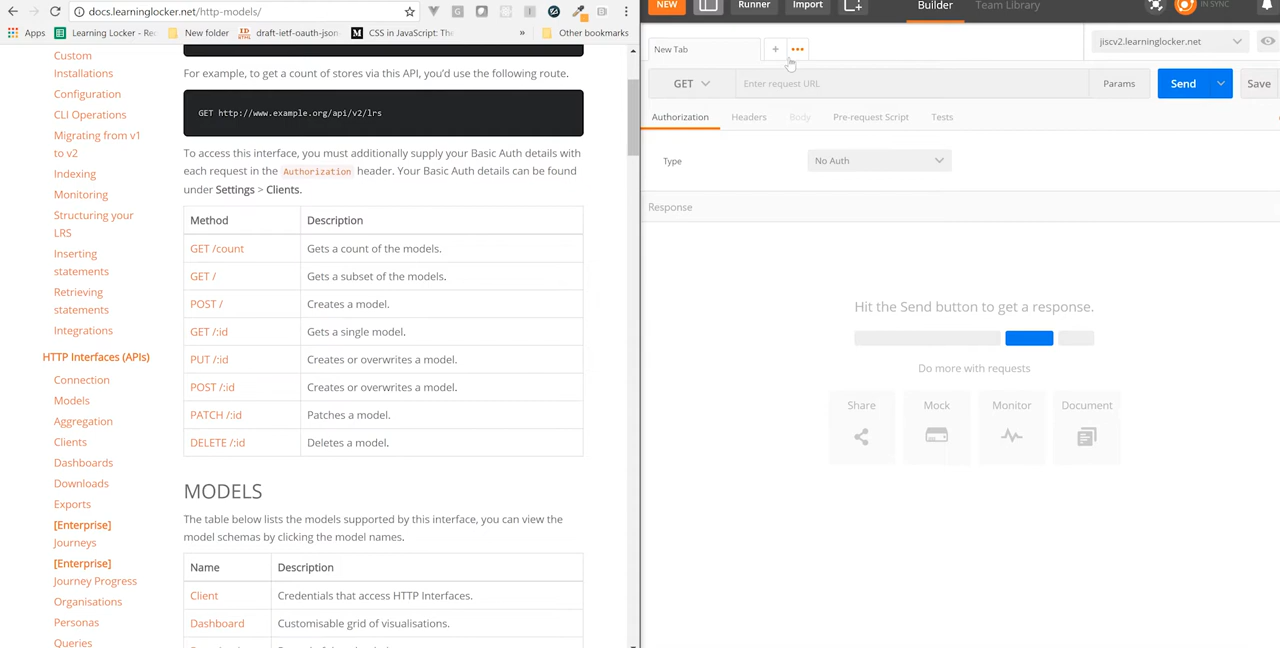 docs.learninglocker.net/http-models/
Apps
Learning Locker - Re
New folder
draft-ietf-oauth-json-
CSS in JavaScript: The
»
Other bookmarks
Custom
Installations
Configuration
CLI Operations
Migrating from v1
to v2
Indexing
Monitoring
Structuring your
LRS
Inserting
statements
Retrieving
statements
Integrations
HTTP Interfaces (APIs)
Connection
Models
Aggregation
Clients
Dashboards
Downloads
Exports
[Enterprise]
Journeys
[Enterprise]
Journey Progress
Organisations
Personas
Queries
For example, to get a count of stores via this API, you'd use the following route.
GET http://www.example.org/api/v2/lrs
To access this interface, you must additionally supply your Basic Auth details with
each request in the Authorization header. Your Basic Auth details can be found
under Settings > Clients.
Method Description
GET /count Gets a count of the models.
GET / Gets a subset of the models.
POST / Creates a model.
GET /:id Gets a single model.
PUT /:id Creates or overwrites a model.
POST /:id Creates or overwrites a model.
PATCH /:id Patches a model.
DELETE /:id Deletes a model.
MODELS
The table below lists the models supported by this interface, you can view the
model schemas by clicking the model names.
Name Description
Client Credentials that access HTTP Interfaces.
Dashboard Customisable grid of visualisations.
NEW
Runner
Import
Builder
Team Library
IN SYNC
New Tab
+
•••
jiscv2.learninglocker.net
GET
Enter request URL
Params
Send
Save
Authorization
Headers
Body
Pre-request Script
Tests
Type
No Auth
Response
Hit the Send button to get a response.
Do more with requests
Share
Mock
Monitor
Document